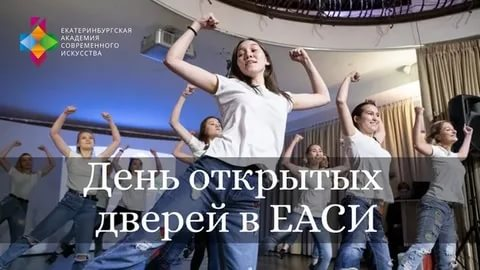 ЕКАТЕРИНБУРГСКАЯ
АКАДЕМИЯ
СОВРЕМЕННОГО
ИСКУССТВА
День открытых
дверей в ЕАСИ